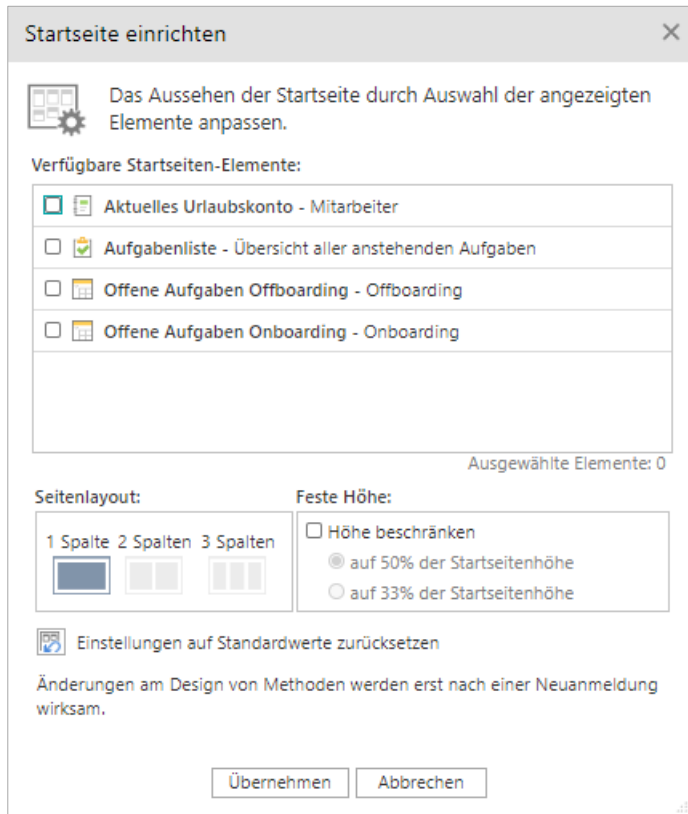 Startseite einrichten
Das Aussehen der Startseite durch Auswahl der angezeigten
Elemente anpassen.
Verfügbare Startseiten-Elemente:
Aktuelles Urlaubskonto - Mitarbeiter
Aufgabenliste - Übersicht aller anstehenden Aufgaben
Offene Aufgaben Offboarding - Offboarding
Offene Aufgaben Onboarding - Onboarding
Ausgewählte Elemente: 0
Seitenlayout:
1 Spalte 2 Spalten 3 Spalten
Feste Höhe:
Höhe beschränken
auf 50% der Startseitenhöhe
auf 33% der Startseitenhöhe
Einstellungen auf Standardwerte zurücksetzen
Änderungen am Design von Methoden werden erst nach einer Neuanmeldung
wirksam.
Übernehmen Abbrechen